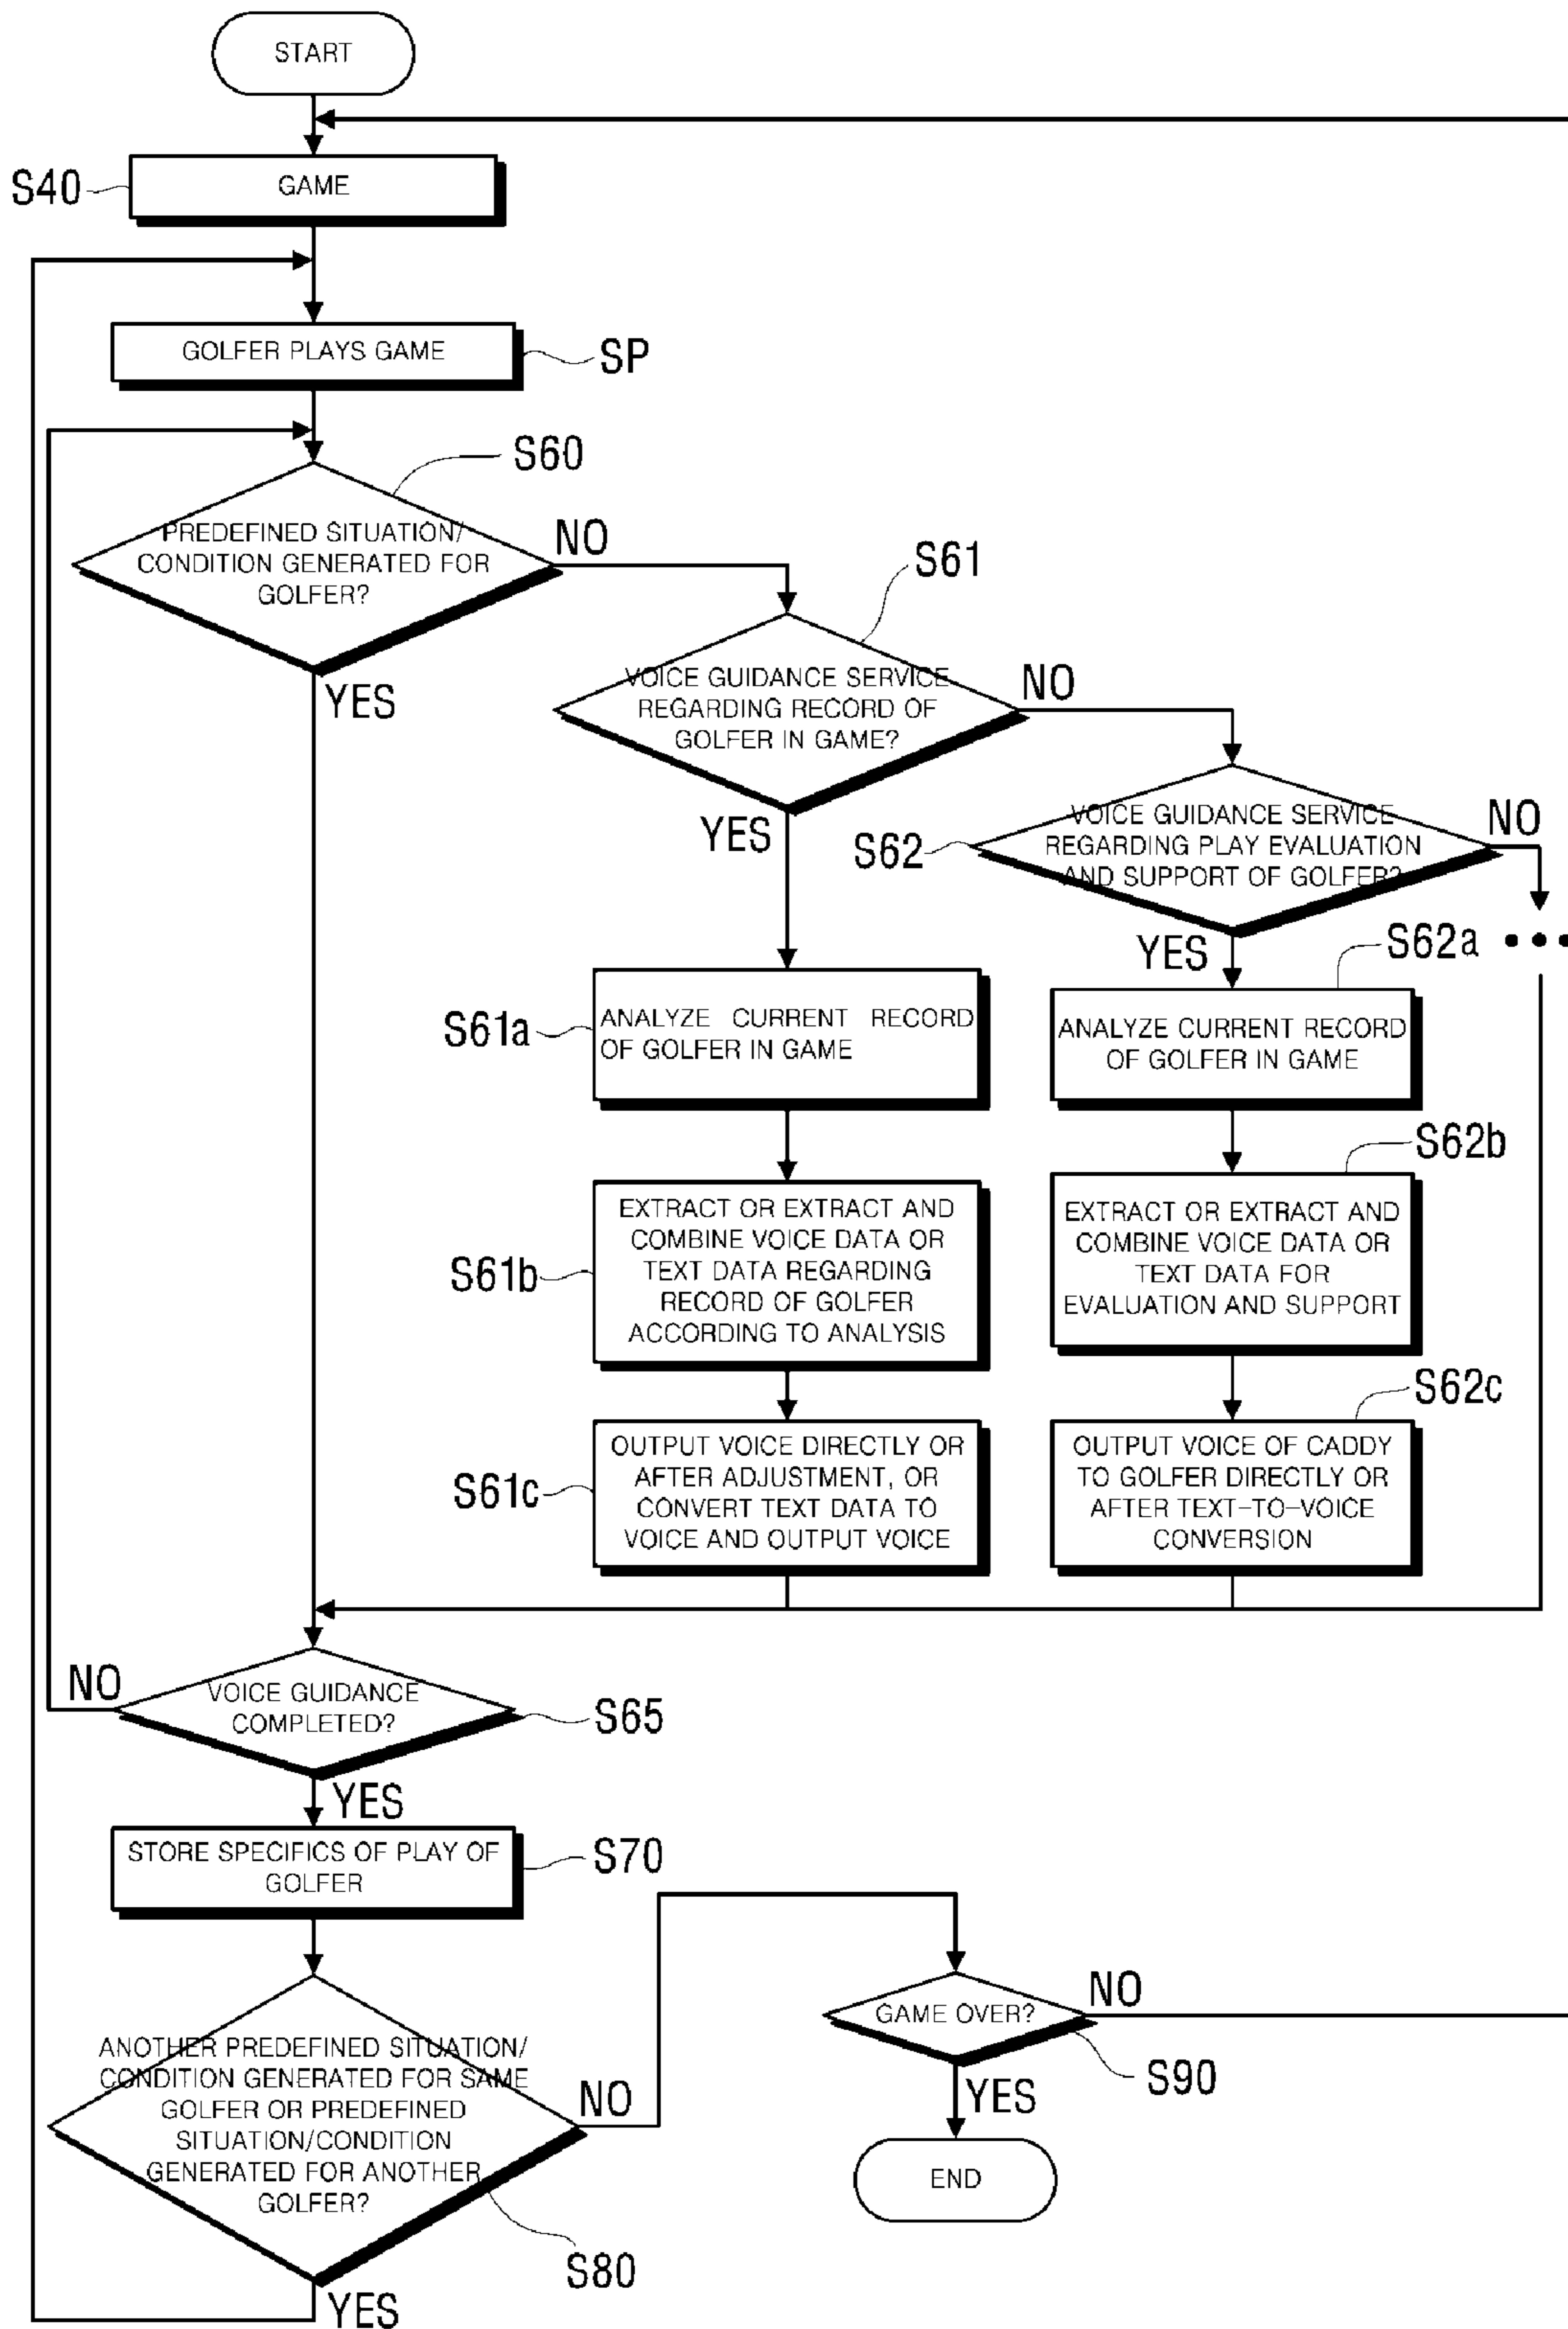 START
S40
GAME
GOLFER PLAYS GAME
SP
S60
PREDEFINED SITUATION/
CONDITION GENERATED FOR
GOLFER?
NO
YES
S61
VOICE GUIDANCE SERVICE
REGARDING RECORD OF
GOLFER IN GAME?
NO
YES
S62
VOICE GUIDANCE SERVICE
REGARDING PLAY EVALUATION
AND SUPPORT OF GOLFER?
NO
YES
S61a
ANALYZE CURRENT RECORD
OF GOLFER IN GAME
S62a
• • •
ANALYZE CURRENT RECORD
OF GOLFER IN GAME
S61b
EXTRACT OR EXTRACT AND
COMBINE VOICE DATA OR
TEXT DATA REGARDING
RECORD OF GOLFER
ACCORDING TO ANALYSIS
S62b
EXTRACT OR EXTRACT AND
COMBINE VOICE DATA OR
TEXT DATA FOR
EVALUATION AND SUPPORT
S61c
OUTPUT VOICE DIRECTLY OR
AFTER ADJUSTMENT, OR
CONVERT TEXT DATA TO
VOICE AND OUTPUT VOICE
S62c
OUTPUT VOICE OF CADDY
TO GOLFER DIRECTLY OR
AFTER TEXT-TO-VOICE
CONVERSION
NO
VOICE GUIDANCE
COMPLETED?
S65
YES
STORE SPECIFICS OF PLAY OF
GOLFER
S70
ANOTHER PREDEFINED SITUATION/
CONDITION GENERATED FOR SAME
GOLFER OR PREDEFINED
SITUATION/CONDITION
GENERATED FOR ANOTHER
GOLFER?
NO
S80
YES
GAME OVER?
NO
S90
YES
END